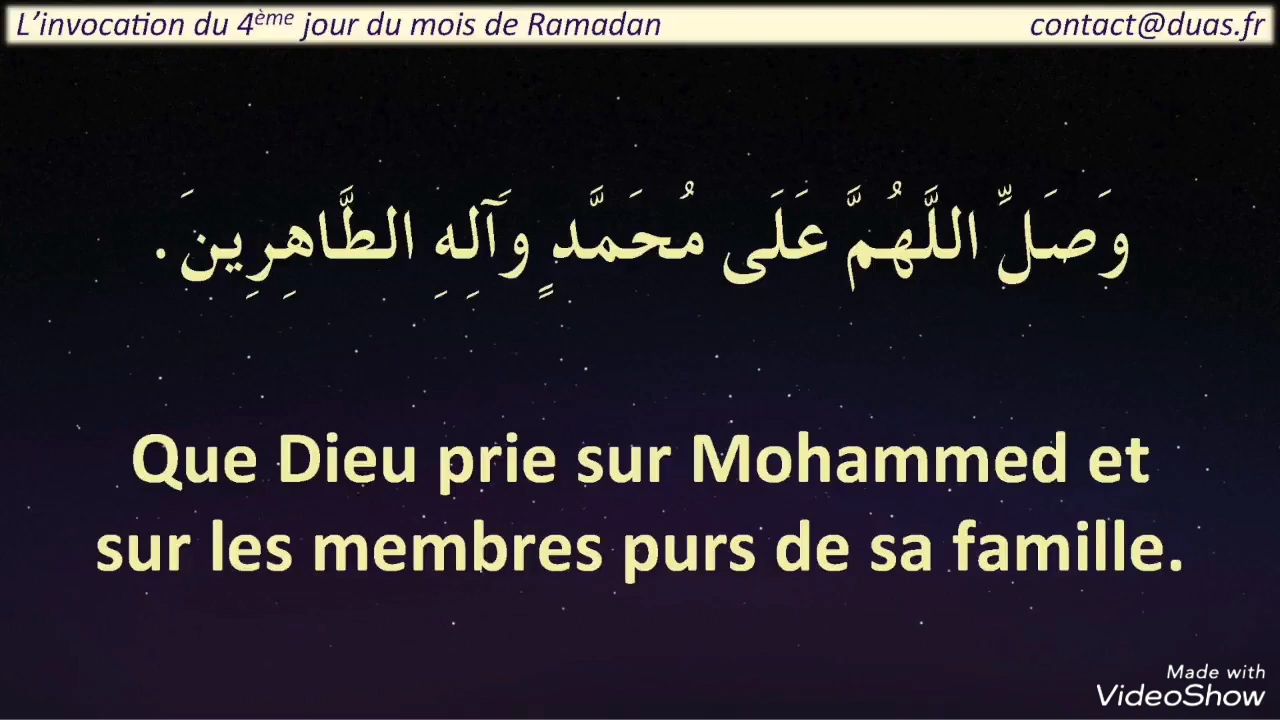 L’invocation du 4ème jour du mois de Ramadan
contact@duas.fr
وَصَلِّ اللَّهُمَّ عَلَى مُحَمَّدٍ وَآلِهِ الطَّاهِرِينَ .
Que Dieu prie sur Mohammed et
sur les membres purs de sa famille.
Made with
VideoShow